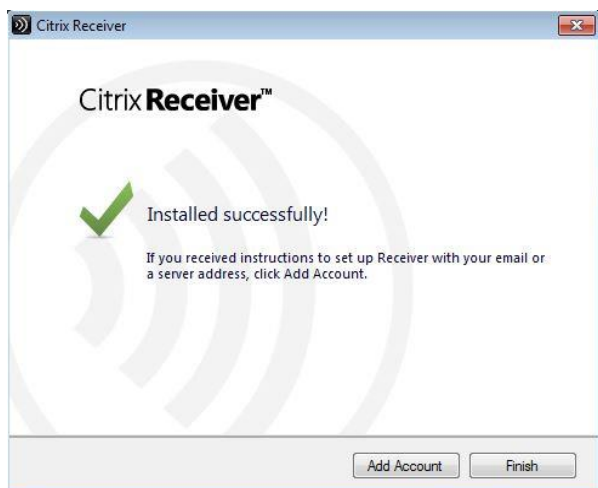 Citrix Receiver
Citrix Receiver™
Installed successfully!
If you received instructions to set up Receiver with your email or
a server address, click Add Account.
Add Account
Finish